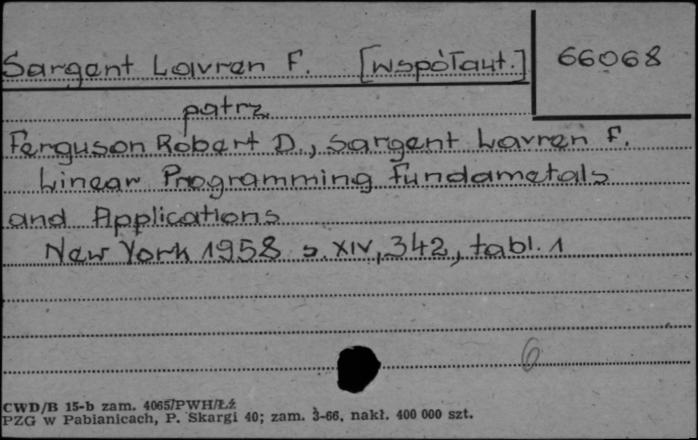 Sargent Lavren F. [współaut.] 66068
patrz
Ferguson Robert D., Sargent Lavren F.
Linear Programming Fundametals
and Applications
New York 1958 s. XIV, 342, tabl. 1
6
CWD/B 15-b zam. 4065/PWH/Łź
PZG w Pabianicach, P. Skargi 40; zam. 3-66, nakł. 400 000 szt.